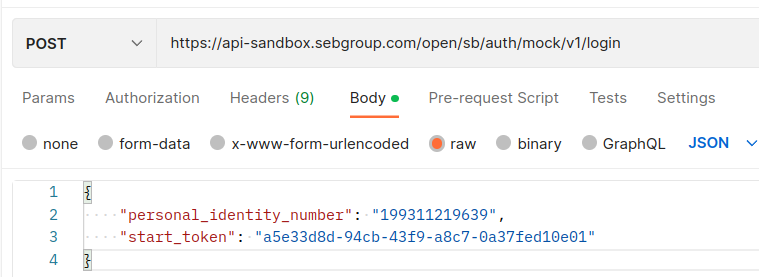 POST https://api-sandbox.sebgroup.com/open/sb/auth/mock/v1/login
Params Authorization Headers (9) Body Pre-request Script Tests Settings
none form-data x-www-form-urlencoded raw binary GraphQL JSON
1 {
2 "personal_identity_number": "199311219639",
3 "start_token": "a5e33d8d-94cb-43f9-a8c7-0a37fed10e01"
4 }